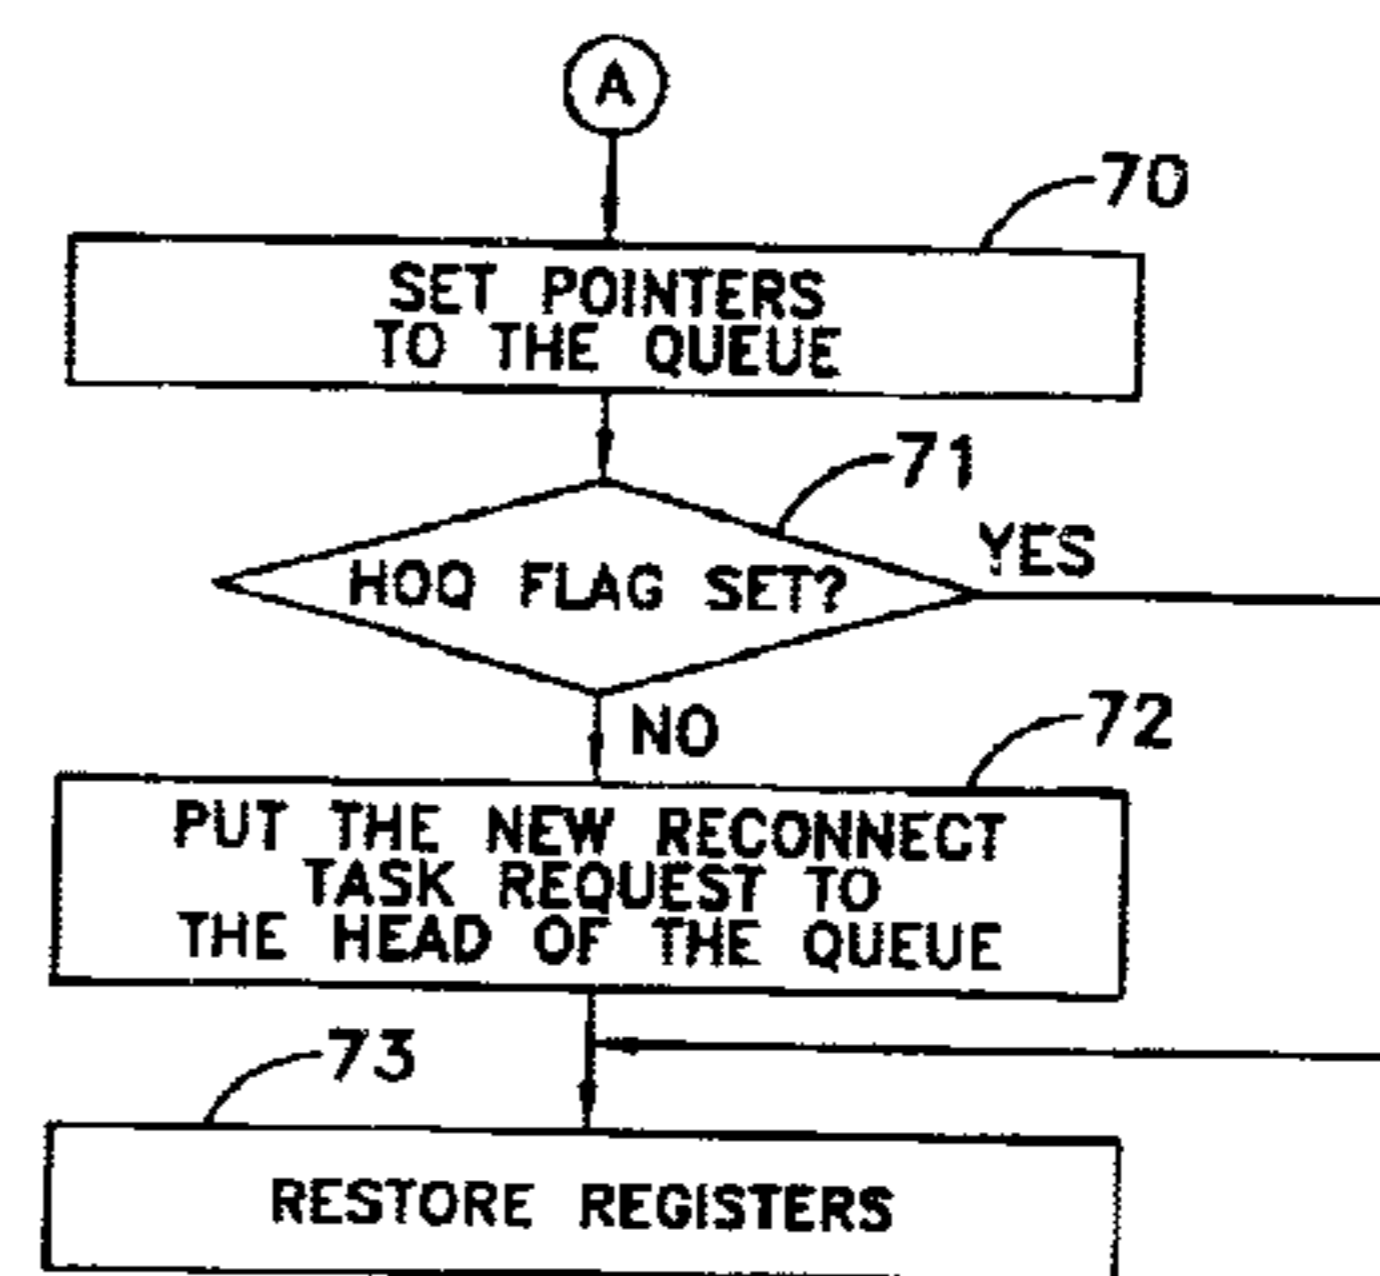 A
70
SET POINTERS
TO THE QUEUE
71
YES
HOQ FLAG SET?
NO
72
PUT THE NEW RECONNECT
TASK REQUEST TO
THE HEAD OF THE QUEUE
73
RESTORE REGISTERS